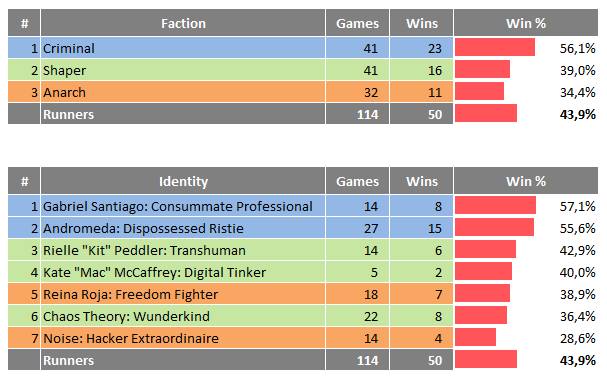 # Faction Games Wins Win %
1 Criminal 41 23 56,1%
2 Shaper 41 16 39,0%
3 Anarch 32 11 34,4%
Runners 114 50 43,9%
# Identity Games Wins Win %
1 Gabriel Santiago: Consummate Professional 14 8 57,1%
2 Andromeda: Dispossessed Ristie 27 15 55,6%
3 Rielle "Kit" Peddler: Transhuman 14 6 42,9%
4 Kate "Mac" McCaffrey: Digital Tinker 5 2 40,0%
5 Reina Roja: Freedom Fighter 18 7 38,9%
6 Chaos Theory: Wunderkind 22 8 36,4%
7 Noise: Hacker Extraordinaire 14 4 28,6%
Runners 114 50 43,9%